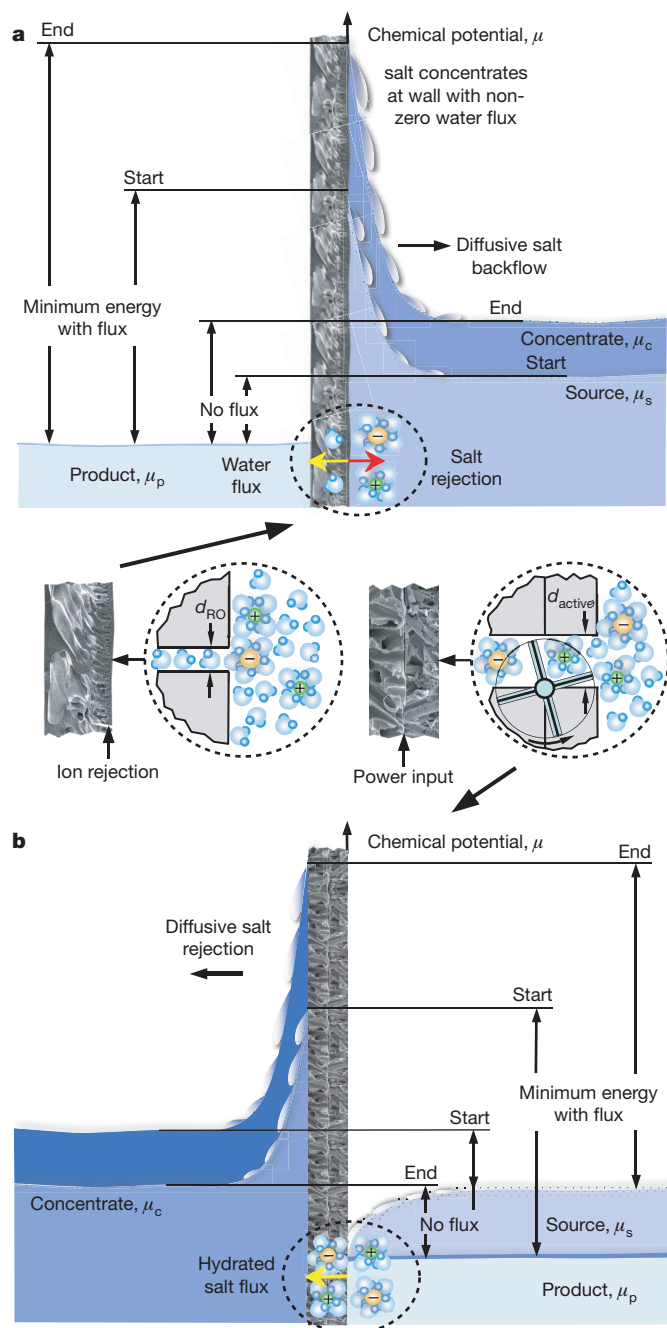 a
End
Chemical potential, μ
salt concentrates
at wall with non-
zero water flux
Start
Diffusive salt
backflow
Minimum energy
with flux
End
Concentrate, μc
Start
No flux
Source, μs
Product, μp
Water
flux
Salt
rejection
−
+
dRO
+
−
+
Ion rejection
dactive
−
+
+
Power input
b
Chemical potential, μ
End
Diffusive salt
rejection
Start
Minimum energy
with flux
Start
End
Concentrate, μc
No flux
Source, μs
Hydrated
salt flux
−
+
+
−
Product, μp